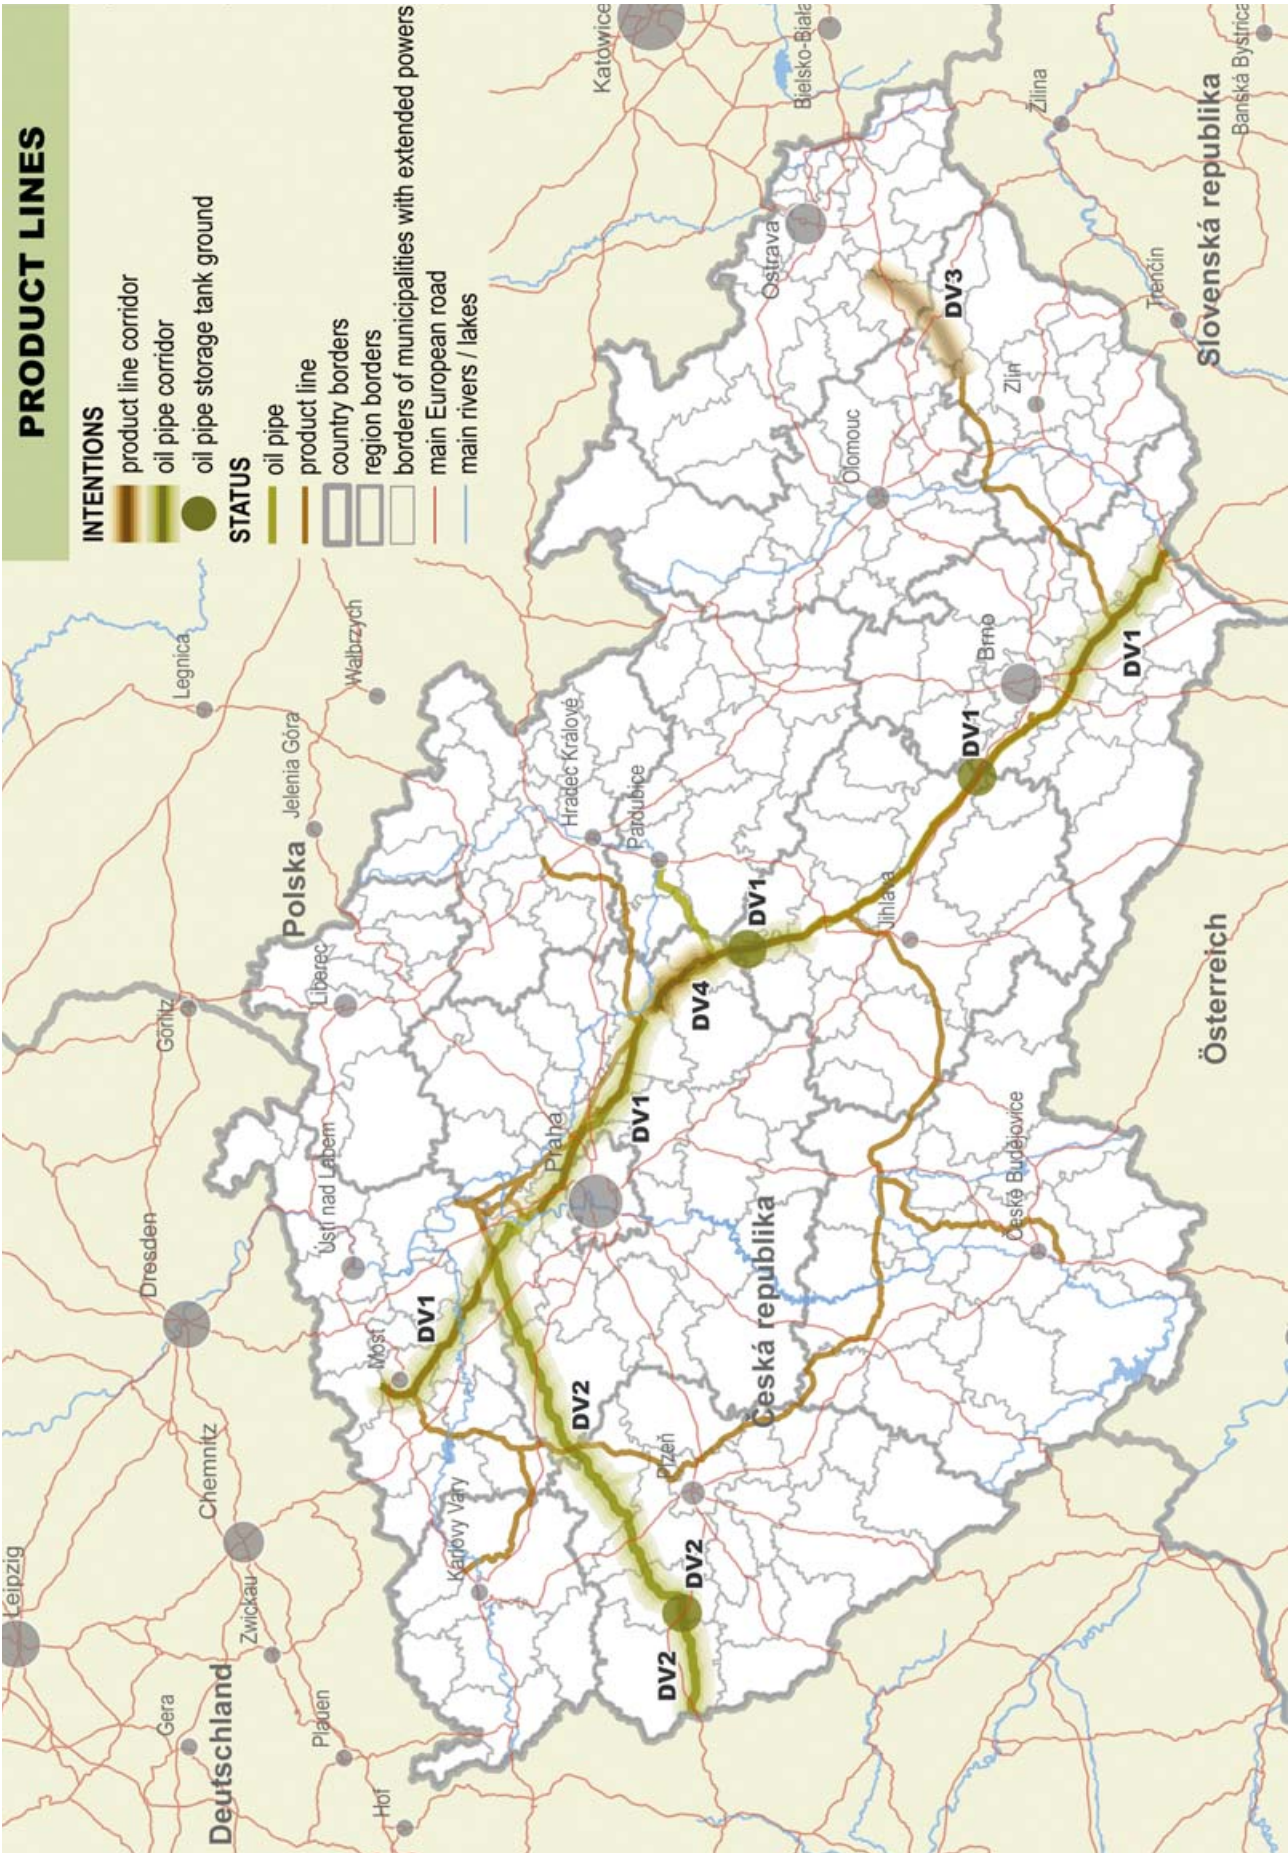 PRODUCT LINES
INTENTIONS
product line corridor
oil pipe corridor
oil pipe storage tank ground
STATUS
oil pipe
product line
country borders
region borders
borders of municipalities with extended powers
main European road
main rivers / lakes
Leipzig
Gera
Zwickau
Chemnitz
Dresden
Görlitz
Legnica
Jelenia Góra
Wałbrzych
Polska
Deutschland
Plauen
Hof
Katowice
Bielsko-Biała
Ústí nad Labem
Liberec
Most
DV1
Karlovy Vary
Praha
Hradec Králové
Pardubice
Ostrava
Olomouc
DV2
DV1
DV4
DV1
DV3
Plzeň
DV2
DV2
Česká republika
Jihlava
DV1
Brno
Zlín
DV1
České Budějovice
Žilina
Trenčín
Slovenská republika
Banská Bystrica
Österreich